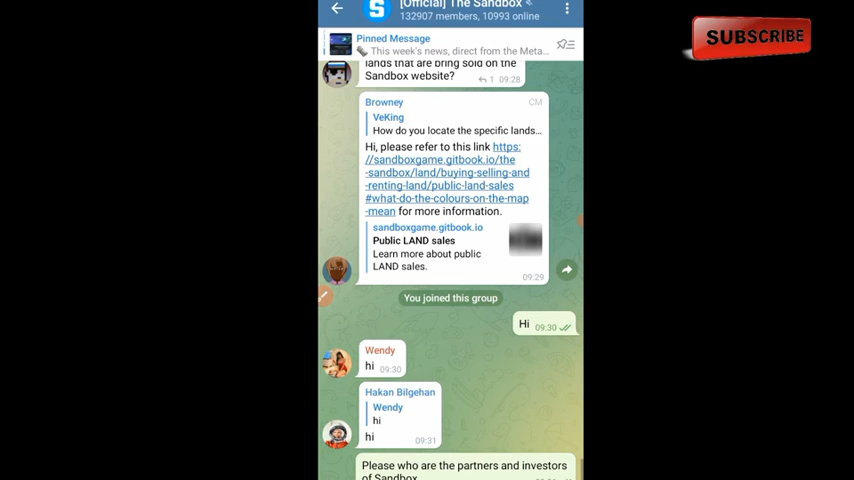 [Official] The Sandbox
132907 members, 10993 online
SUBSCRIBE
Pinned Message
This week's news, direct from the Meta...
lands that are bring sold on the
Sandbox website?
1 09:28
Browney CM
VeKing
How do you locate the specific lands...
Hi, please refer to this link https:
//sandboxgame.gitbook.io/the
-sandbox/land/buying-selling-and
-renting-land/public-land-sales
#what-do-the-colours-on-the-map
-mean for more information.
sandboxgame.gitbook.io
Public LAND sales
Learn more about public
LAND sales.
09:29
You joined this group
Hi 09:30
Wendy
hi 09:30
Hakan Bilgehan
Wendy
hi
hi 09:31
Please who are the partners and investors
of Sandbox